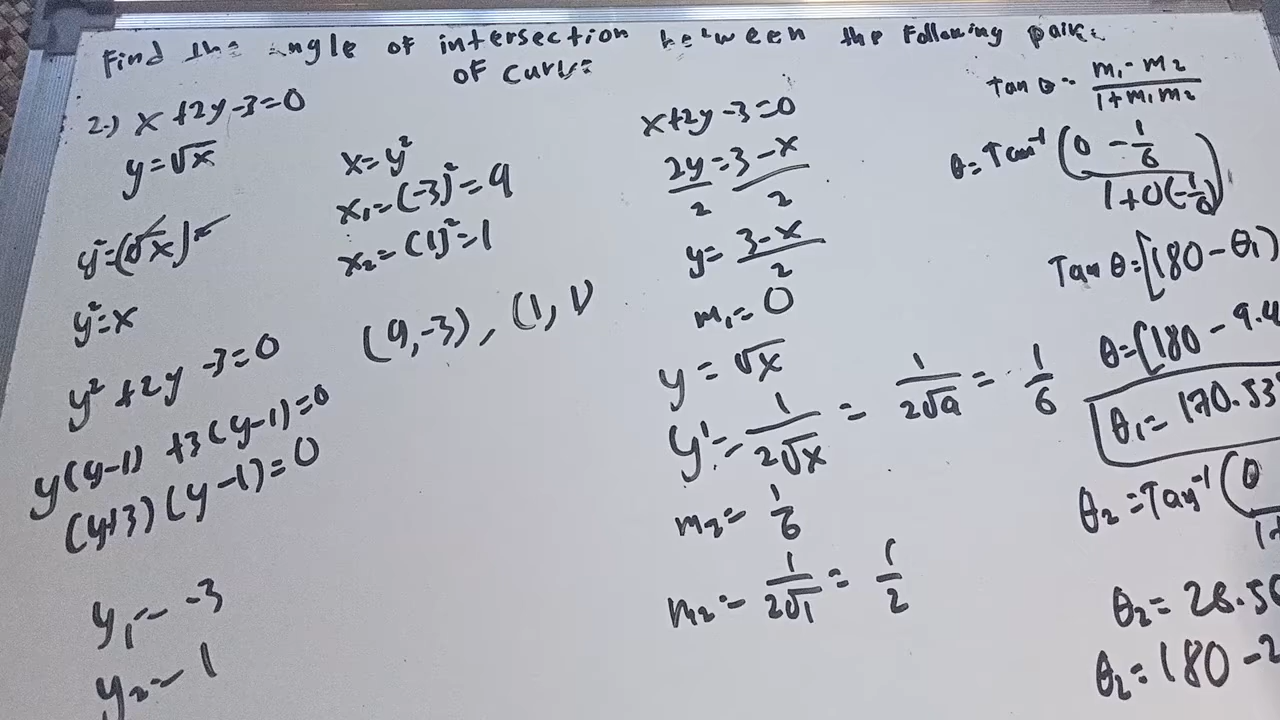 Find the angle of intersection between the following pair
of curve
2.) x + 2y - 3 = 0
y = √x
y² = (√x)²
y² = x
y² + 2y - 3 = 0
y(y-1) + 3(y-1) = 0
(y+3)(y-1) = 0
y₁ = -3
y₂ = 1
x = y²
x₁ = (-3)² = 9
x₂ = (1)² = 1
(9, -3), (1, 1)
x + 2y - 3 = 0
2y/2 = 3-x/2
y = 3-x/2
m₁ = 0
y = √x
y' = 1/2√x = 1/2√9 = 1/6
m₂ = 1/6
m₂ = 1/2√1 = 1/2
Tan θ = m₁ - m₂/1 + m₁m₂
θ = Tan⁻¹ (0 - 1/6 / 1 + 0(-1/6))
Tan θ = [180 - θ₁)
θ = [180 - 9.4
θ₁ = 170.53
θ₂ = Tan⁻¹ (0
θ₂ = 26.56
θ₂ = 180 - 2